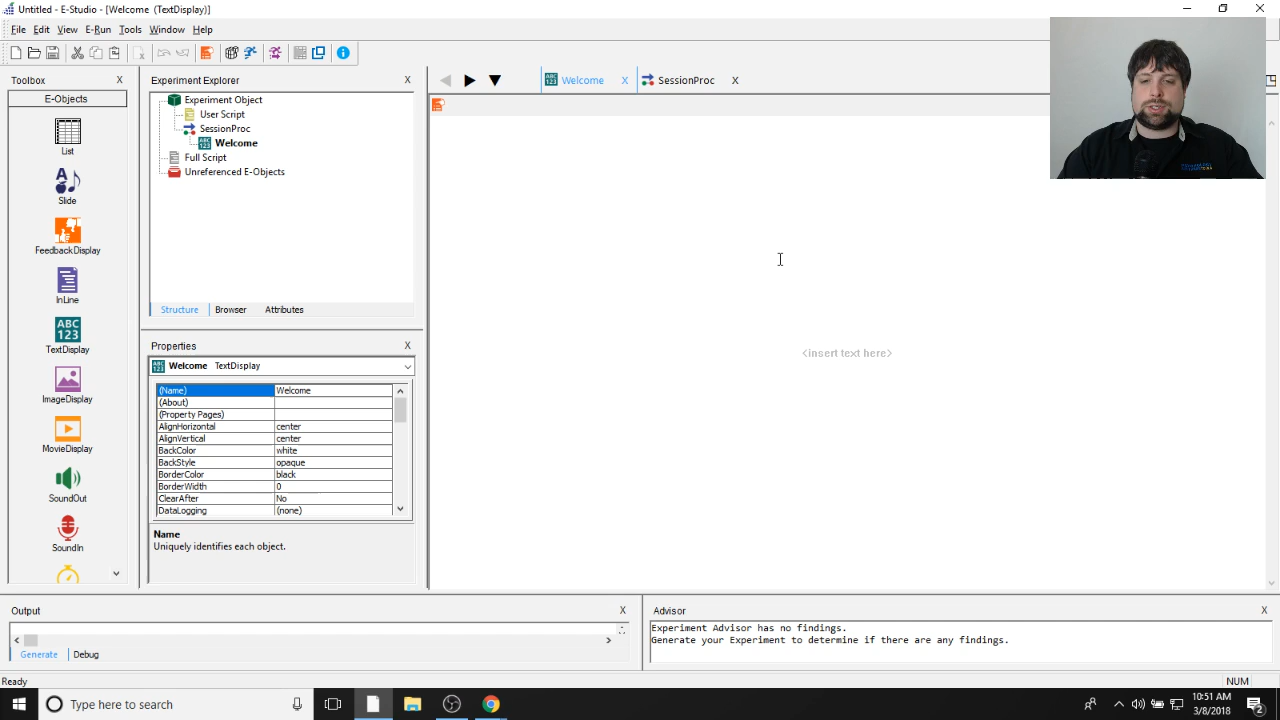 Untitled - E-Studio - [Welcome (TextDisplay)]
File Edit View E-Run Tools Window Help
Toolbox
E-Objects
List
Slide
FeedbackDisplay
InLine
ABC
123
TextDisplay
ImageDisplay
MovieDisplay
SoundOut
SoundIn
Experiment Explorer
Experiment Object
User Script
SessionProc
Welcome
Full Script
Unreferenced E-Objects
Structure Browser Attributes
Properties
Welcome TextDisplay
(Name) Welcome
(About)
(Property Pages)
AlignHorizontal center
AlignVertical center
BackColor white
BackStyle opaque
BorderColor black
BorderWidth 0
ClearAfter No
DataLogging (none)
Name
Uniquely identifies each object.
Welcome SessionProc
<insert text here>
Output
Generate Debug
Advisor
Experiment Advisor has no findings.
Generate your Experiment to determine if there are any findings.
Ready
NUM
Type here to search
10:51 AM
3/8/2018
2